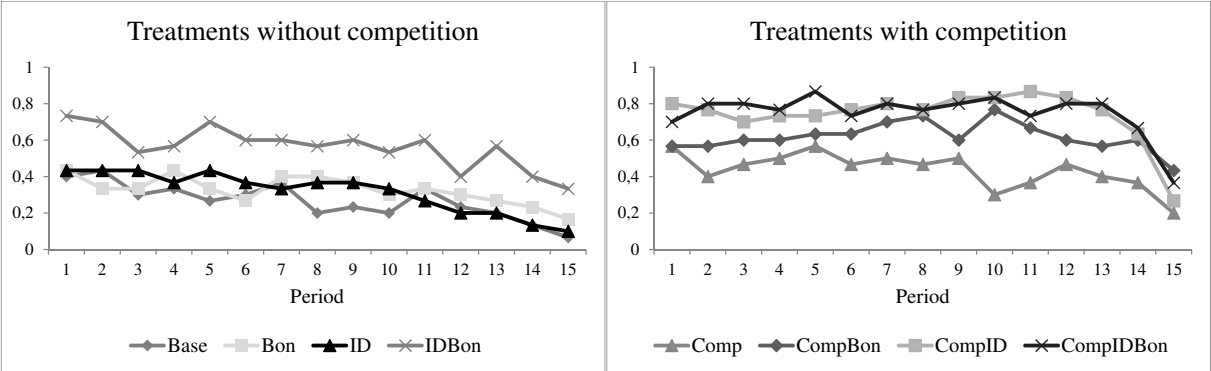 Treatments without competition
1
0,8
0,6
0,4
0,2
0
1 2 3 4 5 6 7 8 9 10 11 12 13 14 15
Period
Base Bon ID IDBon
Treatments with competition
1
0,8
0,6
0,4
0,2
0
1 2 3 4 5 6 7 8 9 10 11 12 13 14 15
Period
Comp CompBon CompID CompIDBon